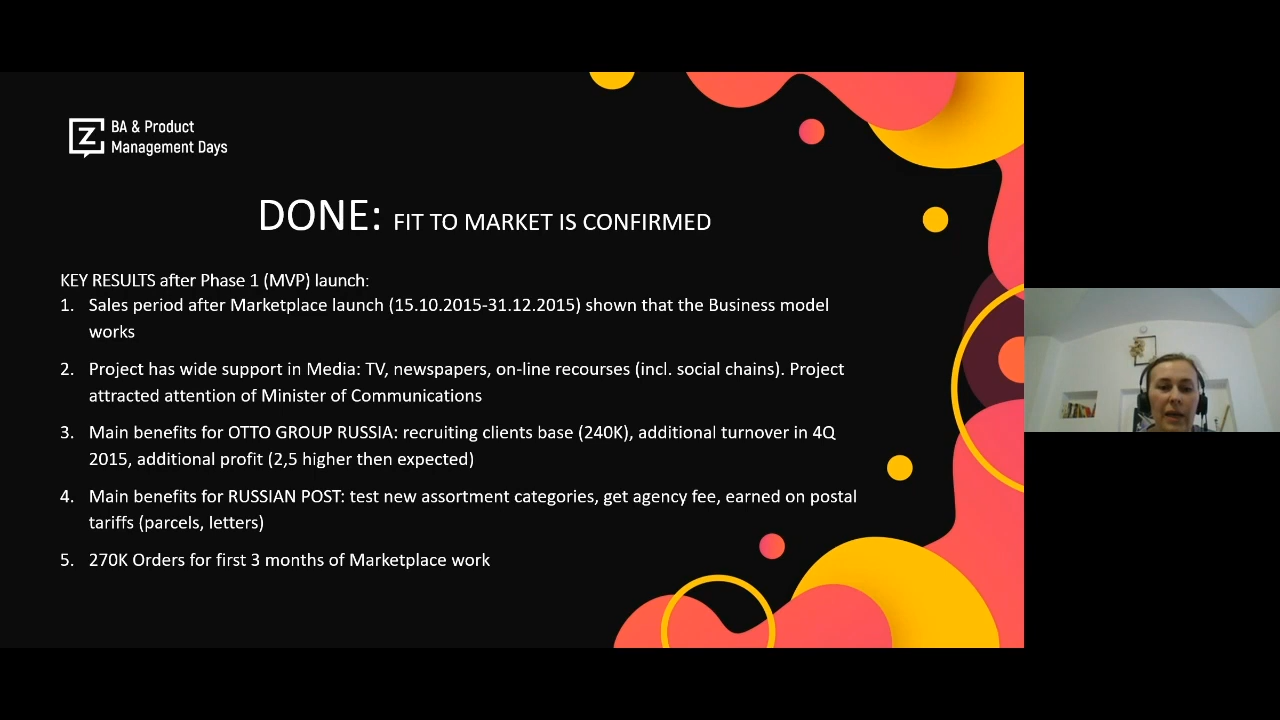 Z BA & Product
Management Days
DONE: FIT TO MARKET IS CONFIRMED
KEY RESULTS after Phase 1 (MVP) launch:
1. Sales period after Marketplace launch (15.10.2015-31.12.2015) shown that the Business model
works
2. Project has wide support in Media: TV, newspapers, on-line recourses (incl. social chains). Project
attracted attention of Minister of Communications
3. Main benefits for OTTO GROUP RUSSIA: recruiting clients base (240K), additional turnover in 4Q
2015, additional profit (2,5 higher then expected)
4. Main benefits for RUSSIAN POST: test new assortment categories, get agency fee, earned on postal
tariffs (parcels, letters)
5. 270K Orders for first 3 months of Marketplace work